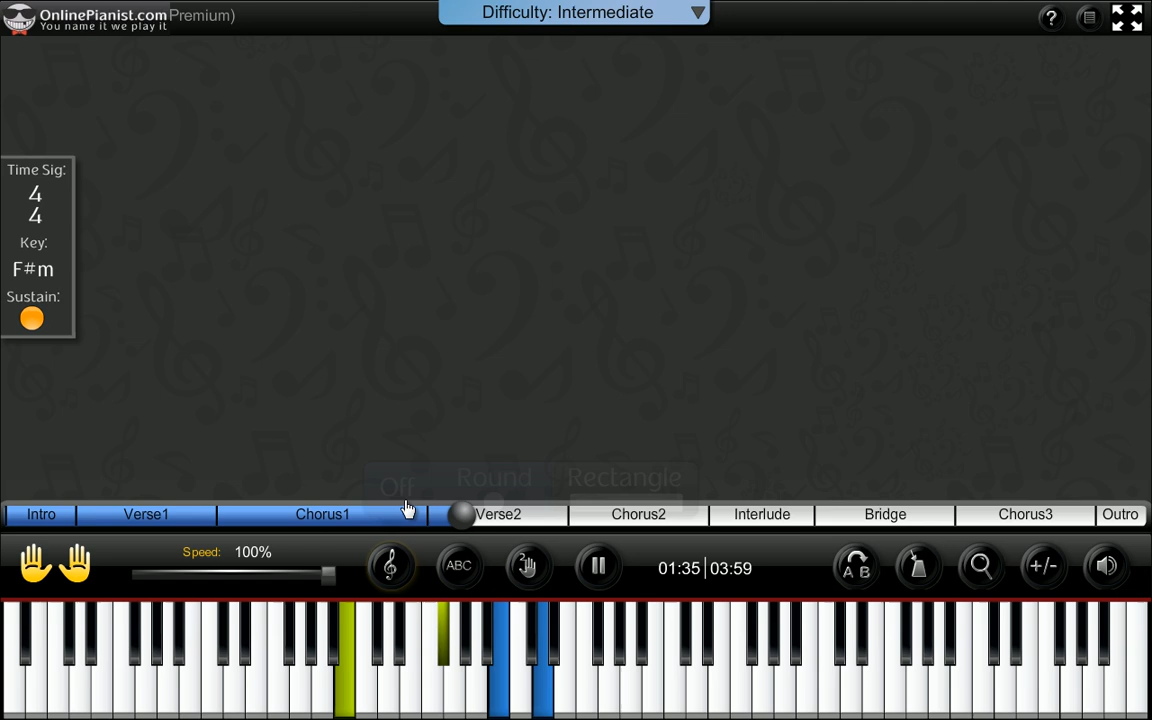 OnlinePianist.com
You name it we play it
Premium)
Difficulty: Intermediate
?
Time Sig:
4
4
Key:
F#m
Sustain:
Off
Round
Rectangle
Intro
Verse1
Chorus1
Verse2
Chorus2
Interlude
Bridge
Chorus3
Outro
Speed: 100%
ABC
01:35|03:59
A B
+/-